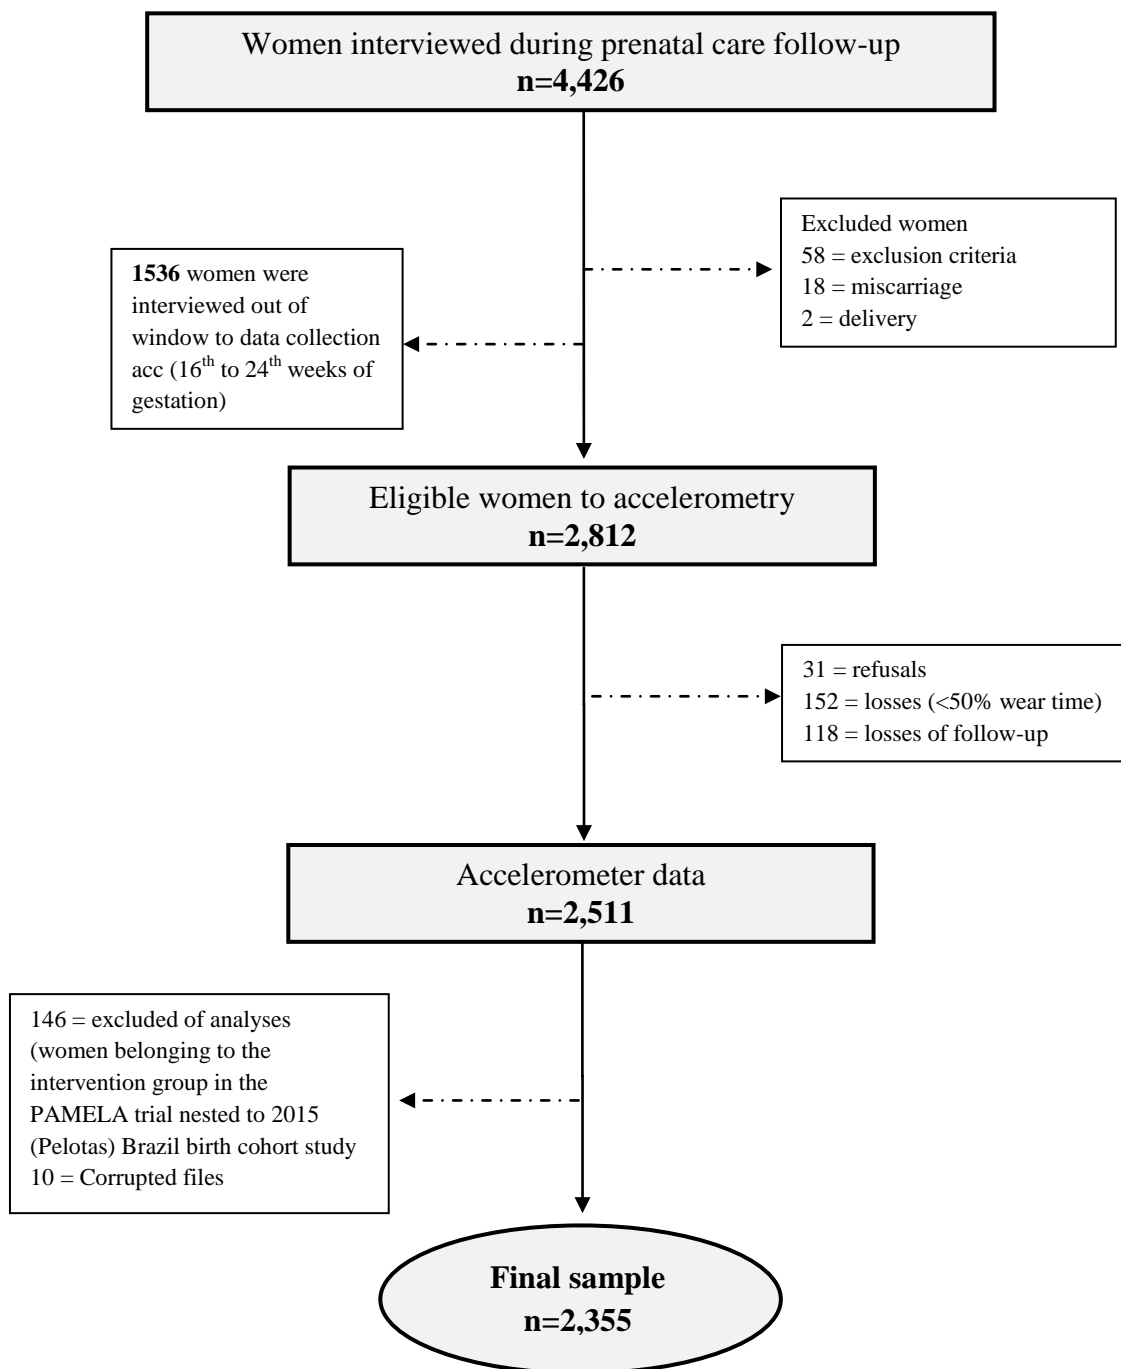 Women interviewed during prenatal care follow-up
n=4,426
Excluded women
58 = exclusion criteria
18 = miscarriage
2 = delivery
1536 women were
interviewed out of
window to data collection
acc (16th to 24th weeks of
gestation)
Eligible women to accelerometry
n=2,812
31 = refusals
152 = losses (<50% wear time)
118 = losses of follow-up
Accelerometer data
n=2,511
146 = excluded of analyses
(women belonging to the
intervention group in the
PAMELA trial nested to 2015
(Pelotas) Brazil birth cohort study
10 = Corrupted files
Final sample
n=2,355